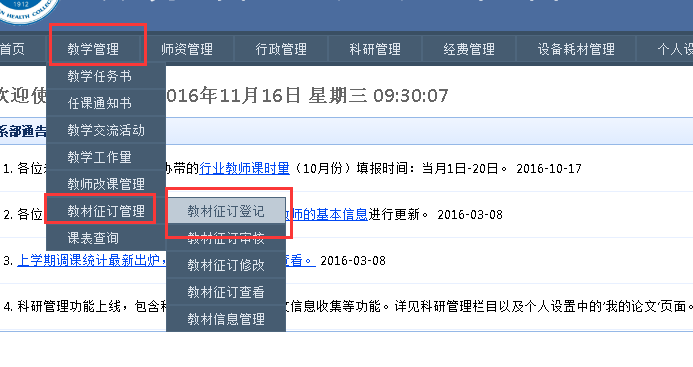 1912
HEALTH COLLE
首页 教学管理 师资管理 行政管理 科研管理 经费管理 设备耗材管理 个人设
教学任务书
欢迎使 016年11月16日 星期三 09:30:07
任课通知书
系部通告
教学交流活动
教学工作量
1. 各位 办带的行业教师课时量（10月份）填报时间：当月1日-20日。 2016-10-17
教师改课管理
教材征订管理 教材征订登记
2. 各位 教师的基本信息进行更新。 2016-03-08
课表查询 教材征订审核
3. 上学期调课统计最新出炉， 查看。 2016-03-08
教材征订修改
教材征订查看
4. 科研管理功能上线，包含科 文信息收集等功能。详见科研管理栏目以及个人设置中的'我的论文'页面。
教材信息管理